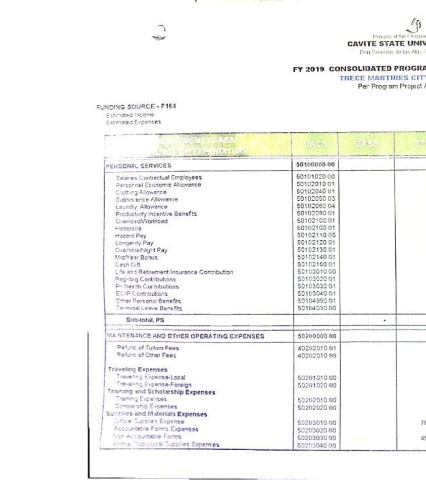 Republic of the Philippines
CAVITE STATE UNIV
Don Severino de las Alas
FY 2019 CONSOLIDATED PROGRA
TRECE MARTIRES CITY
Per Program Project A
FUNDING SOURCE - F164
Estimated Income
Estimated Expenses
UACS
PERSONAL SERVICES 50100000 00
Salaries Contractual Employees 50101020 00
Personnel Economic Allowance 50102010 01
Clothing Allowance 50102040 01
Subsistence Allowance 50102050 03
Laundry Allowance 50102060 04
Productivity Incentive Benefits 50102080 01
Overload/Workload 50102100 01
Honoraria 50102100 01
Hazard Pay 50102110 05
Longevity Pay 50102120 01
Overtime/Night Pay 50102130 01
Mid/Year Bonus 50102140 01
Cash Gift 50102150 01
Life and Retirement Insurance Contribution 50103010 00
Pag-ibig Contributions 50103020 01
Philhealth Contributions 50103030 01
ECIP Contributions 50103040 01
Other Personal Benefits 50104990 01
Terminal Leave Benefits 50104030 00
Sub-total, PS -
MAINTENANCE AND OTHER OPERATING EXPENSES 50200000 00
Refund of Tuition Fees 40202010 01
Refund of Other Fees 40202010 99
Traveling Expenses
Traveling Expense-Local 50201010 00
Traveling Expense-Foreign 50201020 00
Training and Scholarship Expenses
Training Expenses 50202010 00
Scholarship Expenses 50202020 00
Supplies and Materials Expenses
Office Supplies Expense 50203010 00
Accountable Forms Expenses 50203020 00
Non Accountable Forms 50203030 00
Animal/Zoological Supplies Expenses 50203040 00